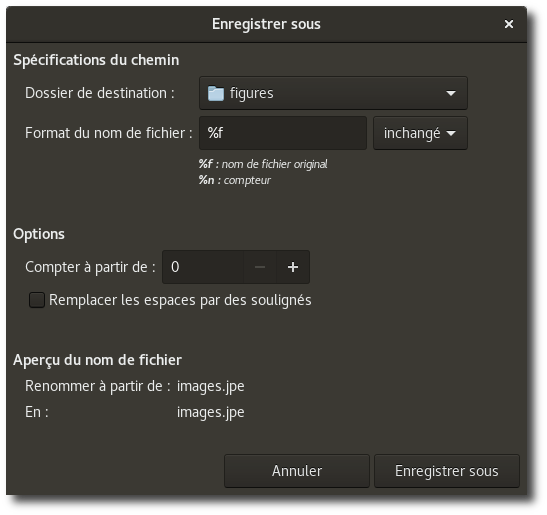 Enregistrer sous
Spécifications du chemin
Dossier de destination : figures
Format du nom de fichier : %f inchangé
%f : nom de fichier original
%n : compteur
Options
Compter à partir de : 0 − +
Remplacer les espaces par des soulignés
Aperçu du nom de fichier
Renommer à partir de : images.jpe
En : images.jpe
Annuler Enregistrer sous